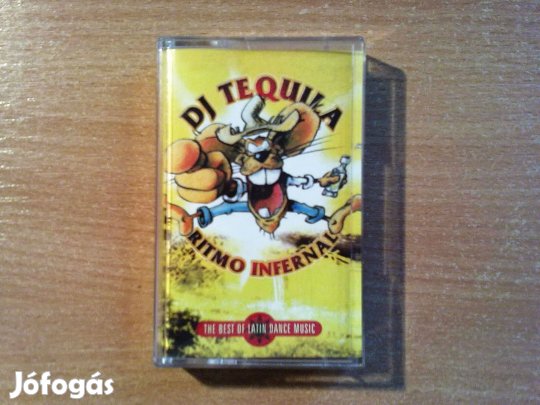 DJ TEQUILA
RITMO INFERNAL
THE BEST OF LATIN DANCE MUSIC
Jófogás